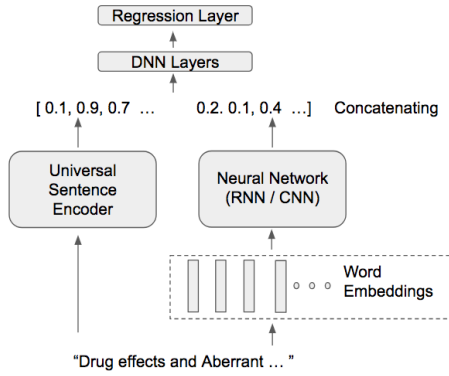 Regression Layer
DNN Layers
[ 0.1, 0.9, 0.7 … 0.2. 0.1, 0.4 …] Concatenating
Universal
Sentence
Encoder
Neural Network
(RNN / CNN)
Word
Embeddings
“Drug effects and Aberrant … ”